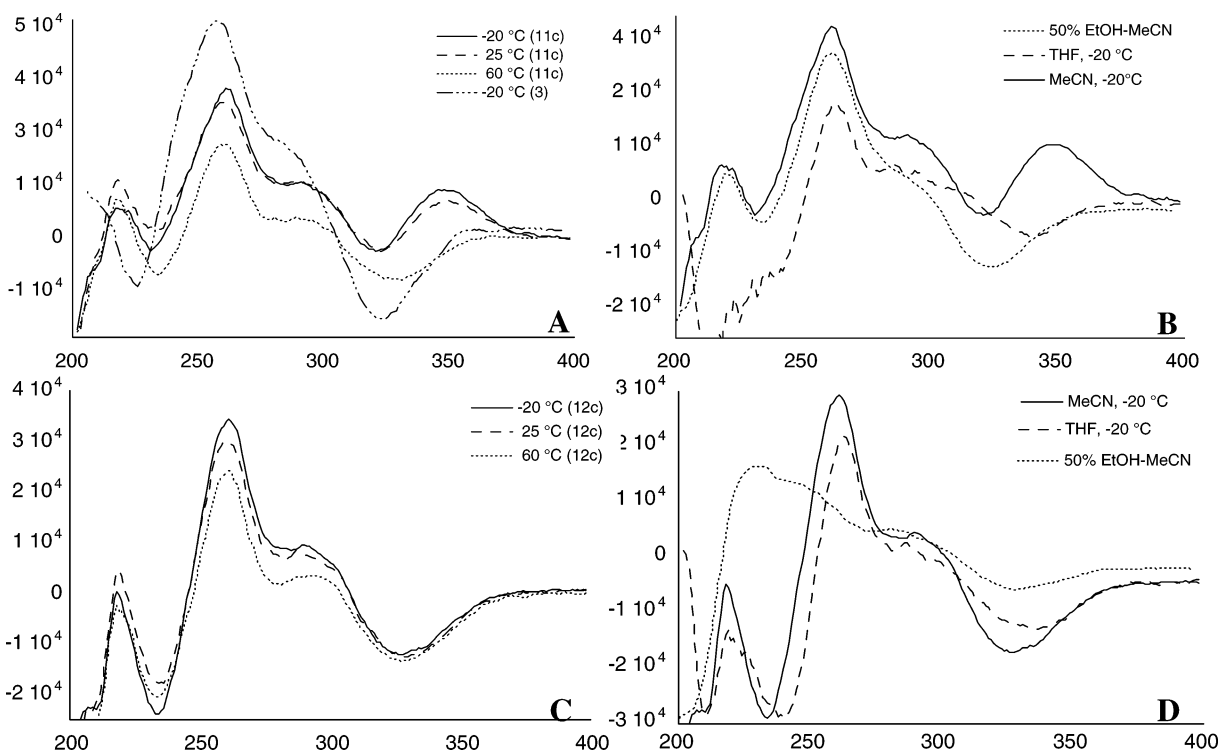 5 10⁴
4 10⁴
3 10⁴
1 10⁴
0
-1 10⁴
-20 °C (11c)
25 °C (11c)
60 °C (11c)
-20 °C (3)
A
200 250 300 350 400
4 10⁴
2 10⁴
1 10⁴
0
-1 10⁴
-2 10⁴
50% EtOH-MeCN
THF, -20 °C
MeCN, -20°C
B
200 250 300 350 400
4 10⁴
3 10⁴
2 10⁴
1 10⁴
0
-1 10⁴
-2 10⁴
-20 °C (12c)
25 °C (12c)
60 °C (12c)
C
200 250 300 350 400
3 10⁴
2 10⁴
1 10⁴
0
-1 10⁴
-2 10⁴
-3 10⁴
MeCN, -20 °C
THF, -20 °C
50% EtOH-MeCN
D
200 250 300 350 400